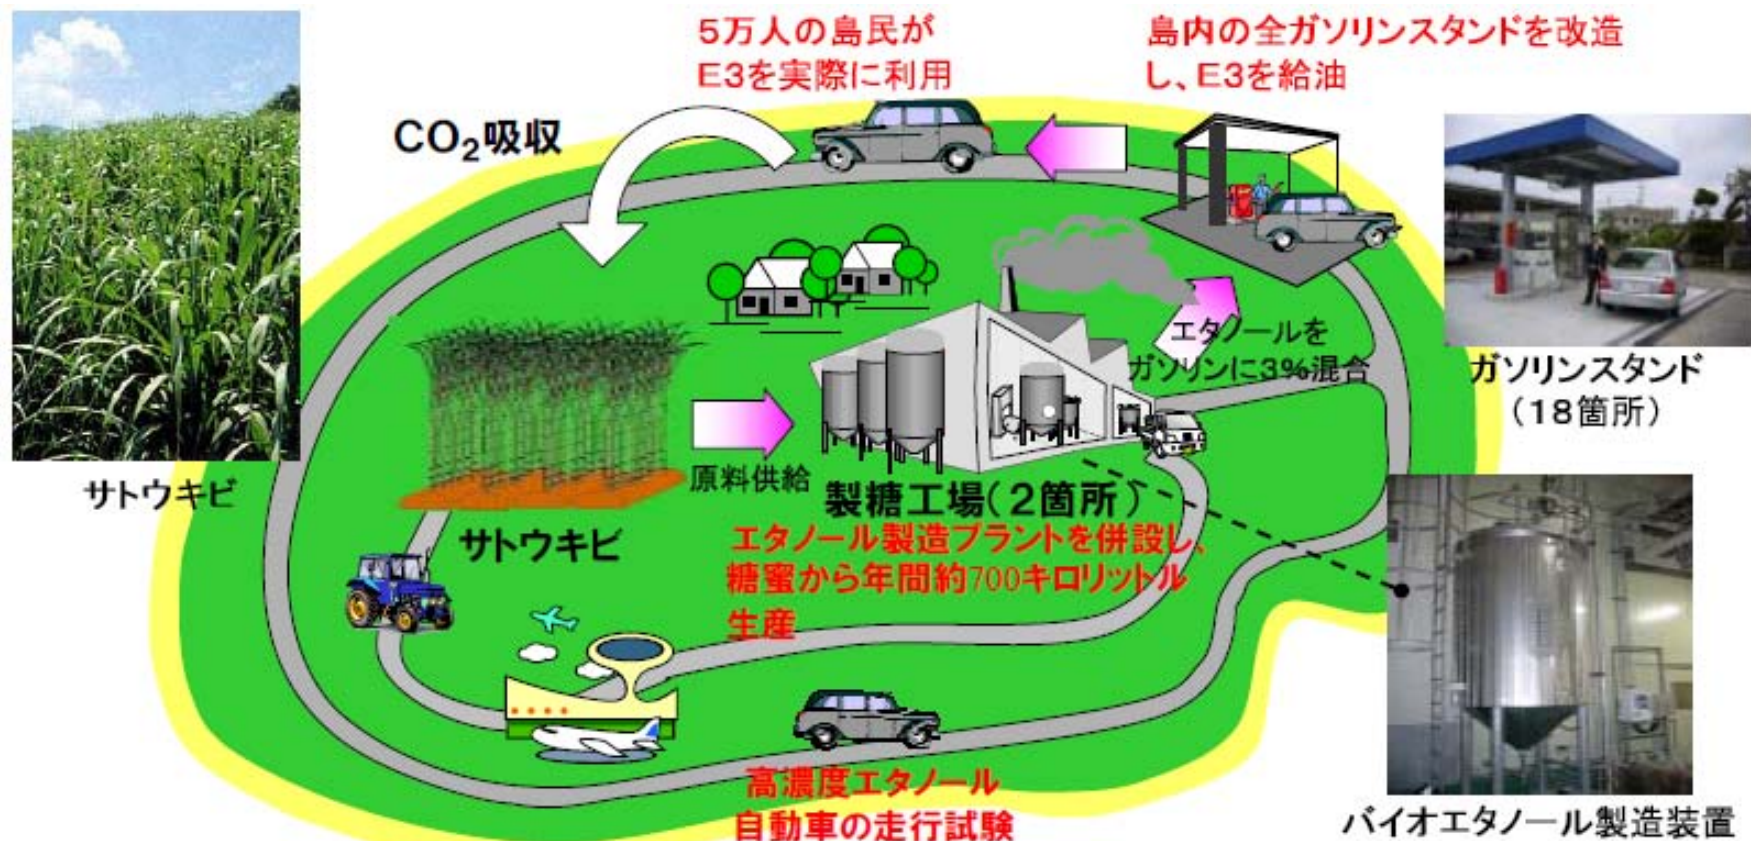 5万人の島民が
E3を実際に利用
島内の全ガソリンスタンドを改造
し、E3を給油
CO₂吸収
エタノールを
ガソリンに3%混合
ガソリンスタンド
(18箇所)
サトウキビ
原料供給
サトウキビ
製糖工場(2箇所)
エタノール製造プラントを併設し、
糖蜜から年間約700キロリットル
生産
高濃度エタノール
自動車の走行試験
バイオエタノール製造装置